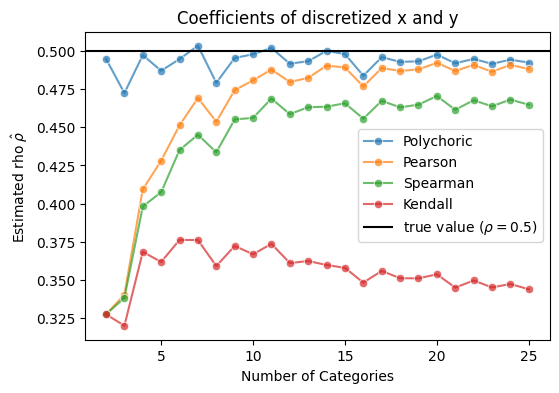 Coefficients of discretized x and y
Estimated rho $\hat{\rho}$
0.500
0.475
0.450
0.425
0.400
0.375
0.350
0.325
Polychoric
Pearson
Spearman
Kendall
true value (ρ = 0.5)
5
10
15
20
25
Number of Categories